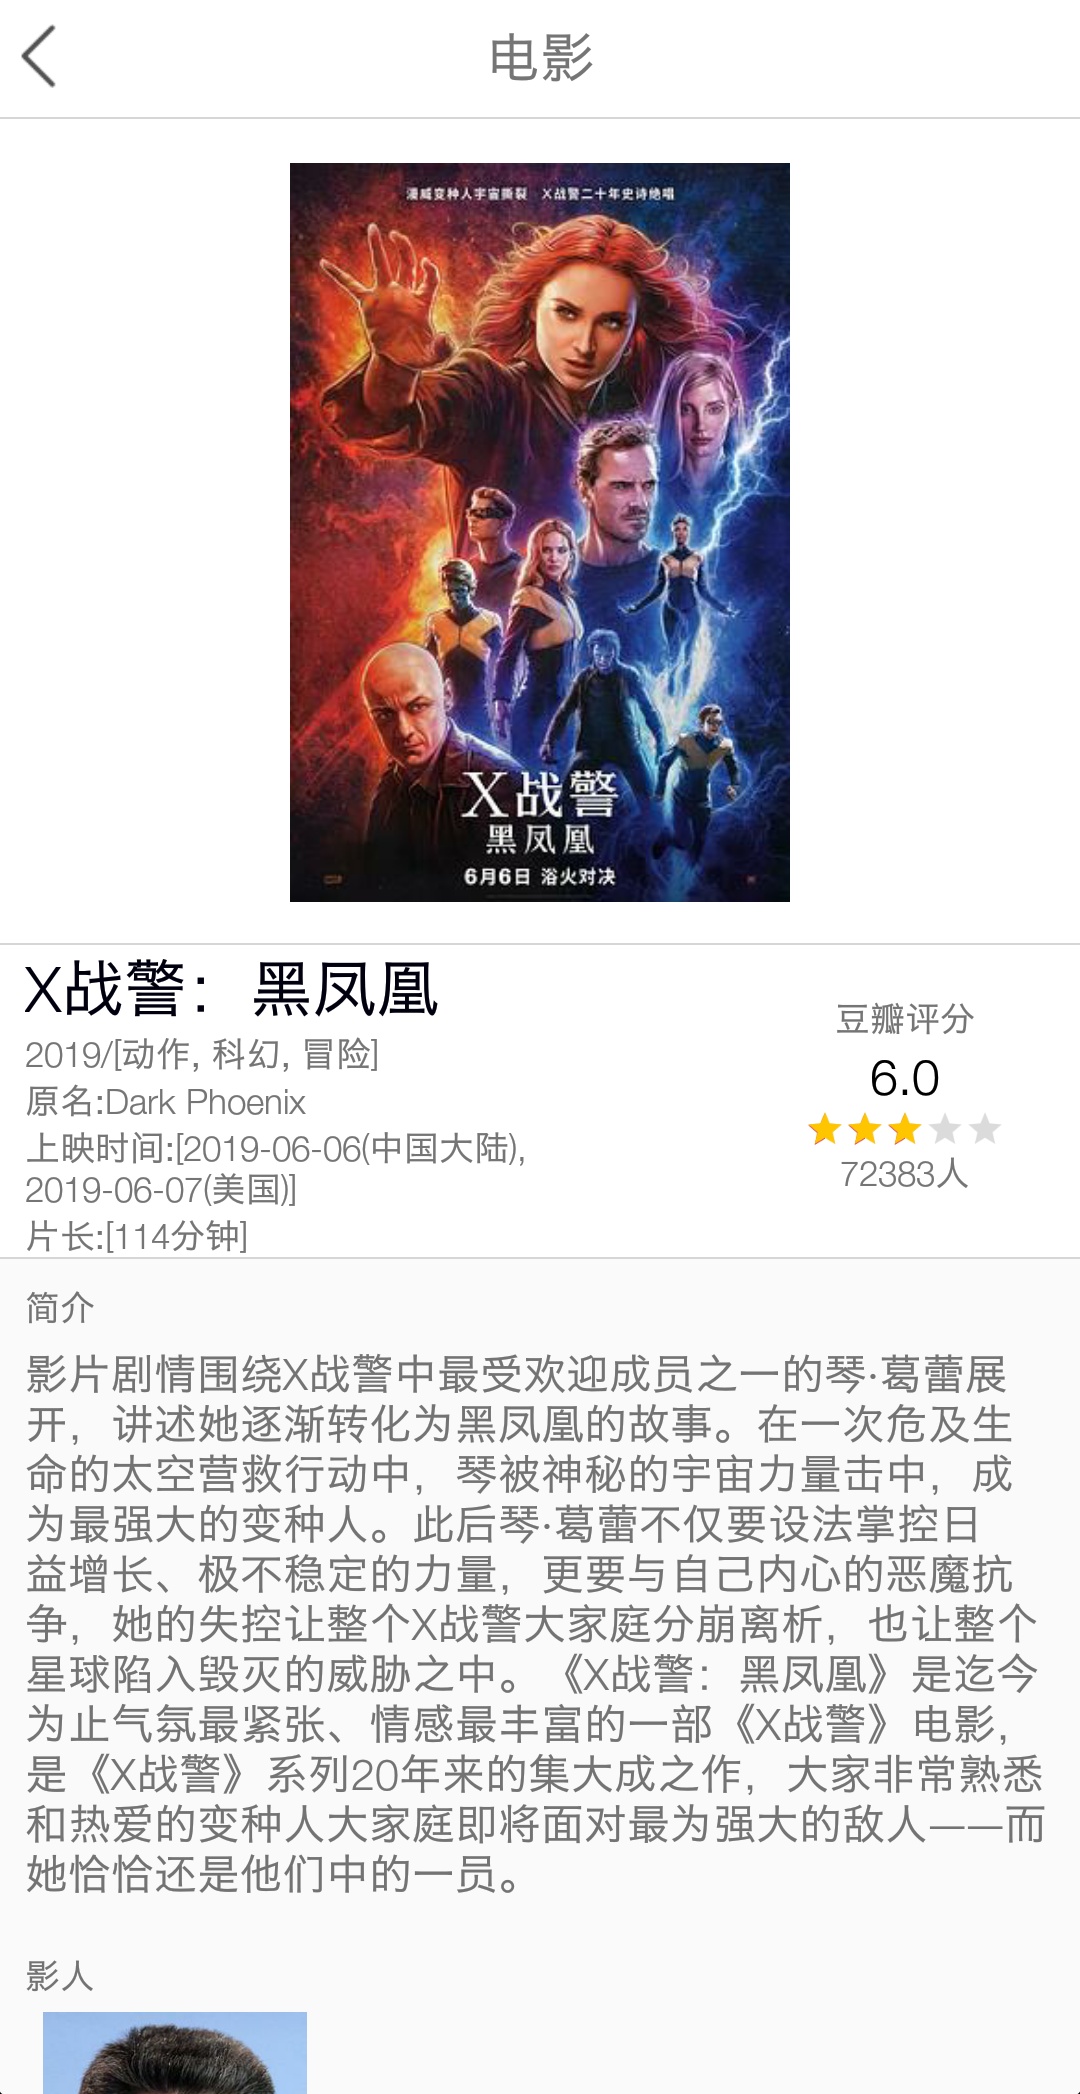 电影
漫威变种人宇宙撕裂 X战警二十年史诗绝唱
X战警
黑凤凰
6月6日 浴火对决
X战警：黑凤凰
2019/[动作, 科幻, 冒险]
原名:Dark Phoenix
上映时间:[2019-06-06(中国大陆),
2019-06-07(美国)]
片长:[114分钟]
豆瓣评分
6.0
72383人
简介
影片剧情围绕X战警中最受欢迎成员之一的琴·葛蕾展
开，讲述她逐渐转化为黑凤凰的故事。在一次危及生
命的太空营救行动中，琴被神秘的宇宙力量击中，成
为最强大的变种人。此后琴·葛蕾不仅要设法掌控日
益增长、极不稳定的力量，更要与自己内心的恶魔抗
争，她的失控让整个X战警大家庭分崩离析，也让整个
星球陷入毁灭的威胁之中。《X战警：黑凤凰》是迄今
为止气氛最紧张、情感最丰富的一部《X战警》电影，
是《X战警》系列20年来的集大成之作，大家非常熟悉
和热爱的变种人大家庭即将面对最为强大的敌人——而
她恰恰还是他们中的一员。
影人